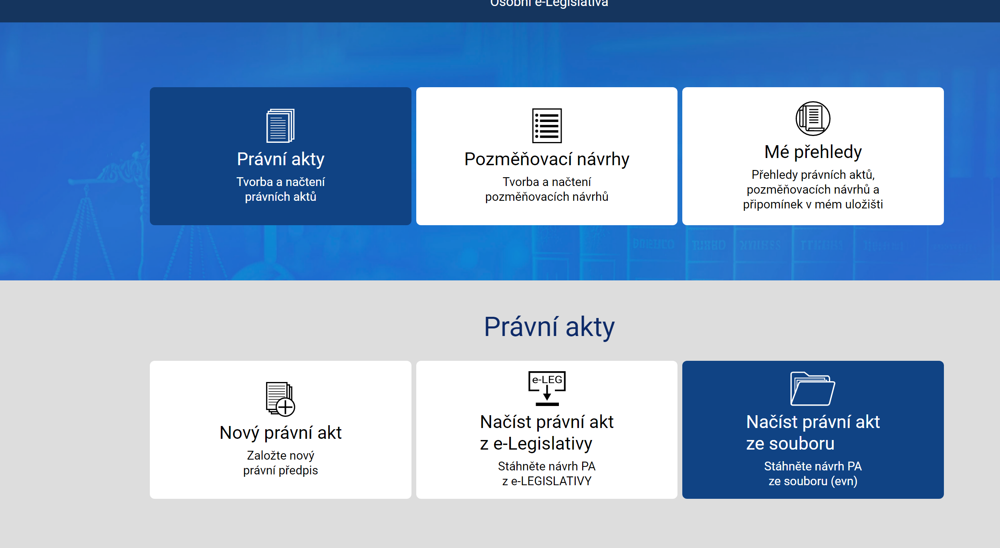 Osobní e-Legislativa
Právní akty
Tvorba a načtení
právních aktů
Pozměňovací návrhy
Tvorba a načtení
pozměňovacích návrhů
Mé přehledy
Přehledy právních aktů,
pozměňovacích návrhů a
připomínek v mém uložišti
Právní akty
Nový právní akt
Založte nový
právní předpis
e-LEG
Načíst právní akt
z e-Legislativy
Stáhněte návrh PA
z e-LEGISLATIVY
Načíst právní akt
ze souboru
Stáhněte návrh PA
ze souboru (evn)